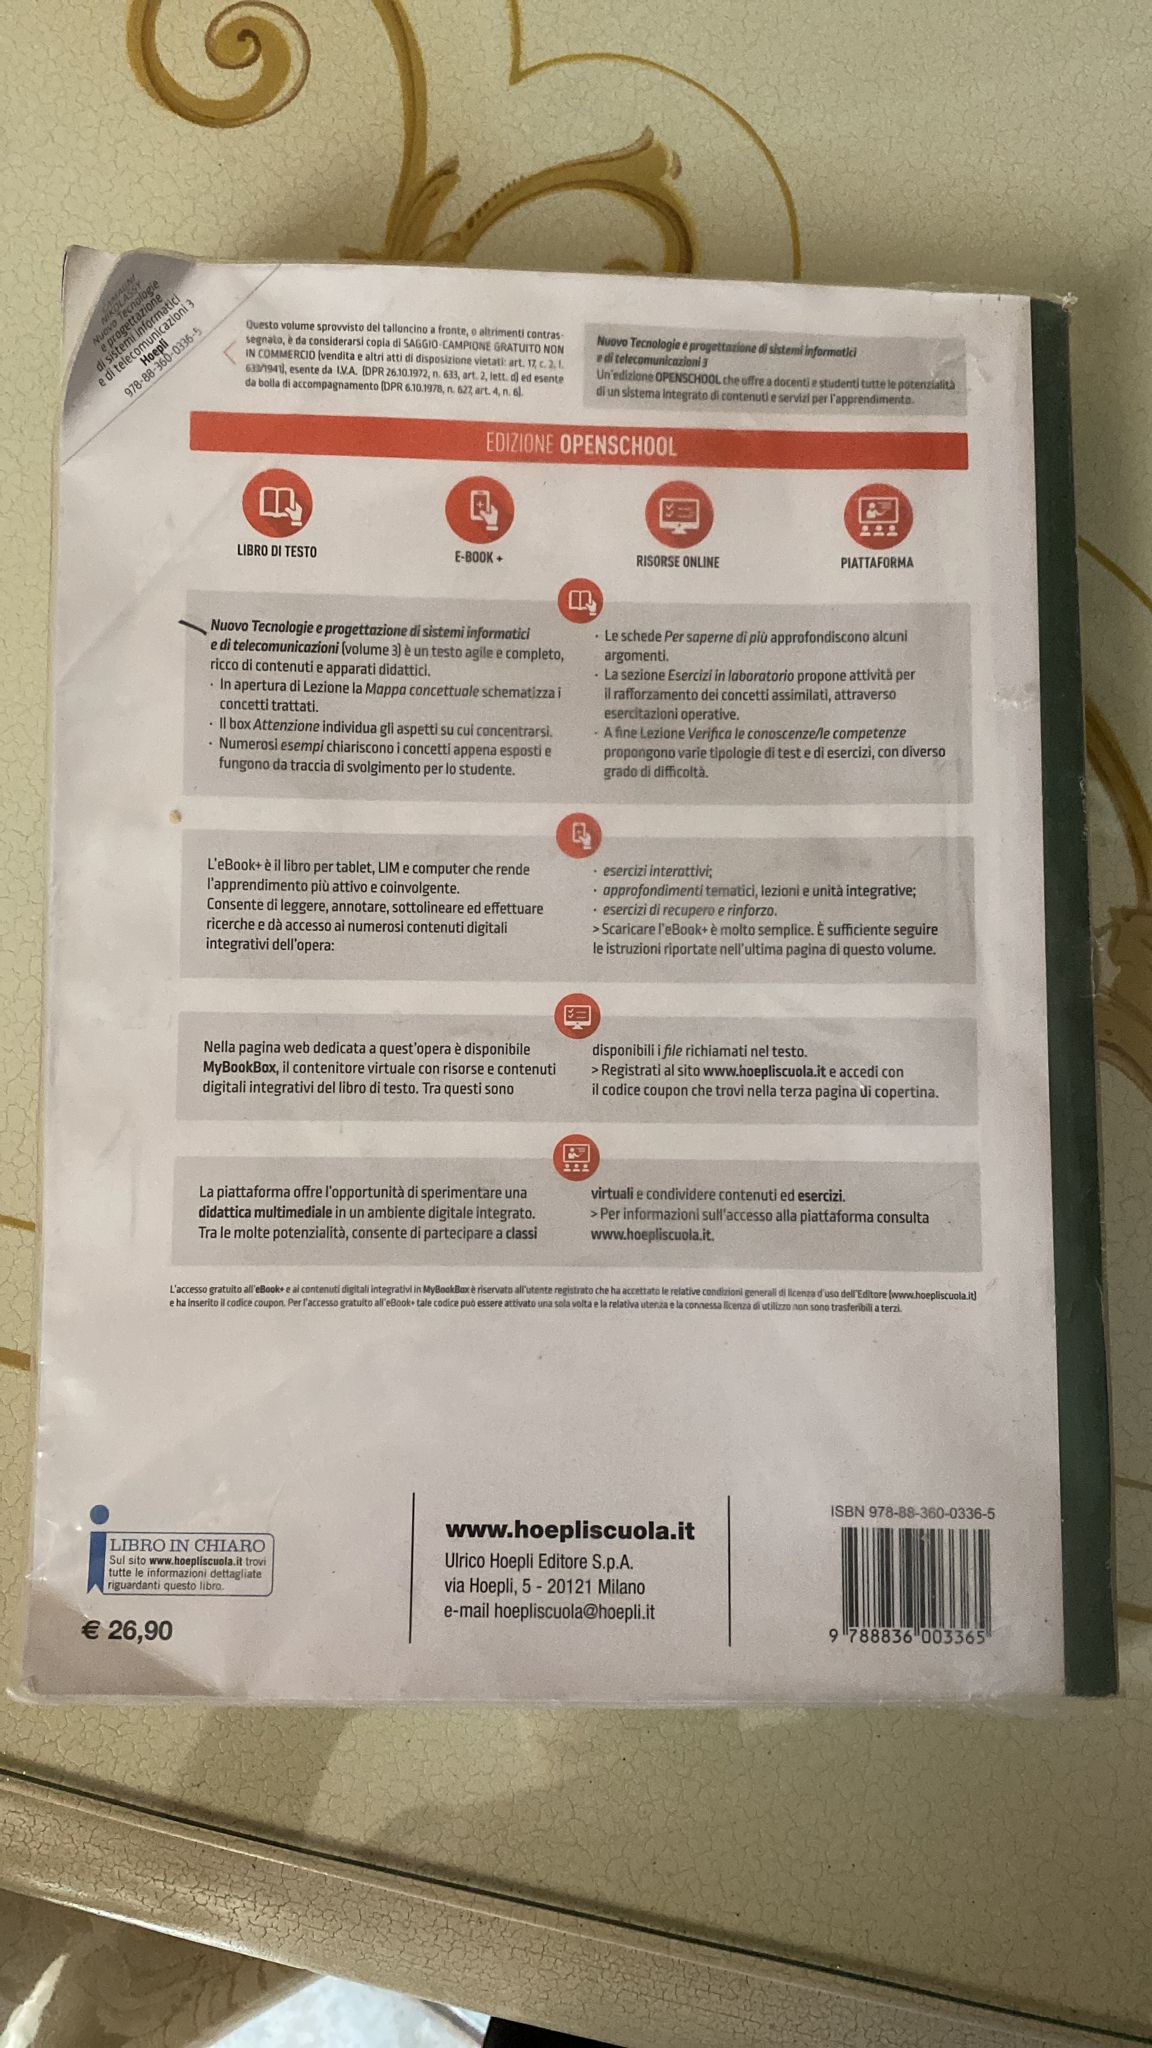 CAMAGNI
NIKOLASSY
Nuovo Tecnologie
e progettazione
di sistemi informatici
e di telecomunicazioni 3
Hoepli
978-88-360-0336-5
Questo volume sprovvisto del talloncino a fronte, o altrimenti contras-
segnato, è da considerarsi copia di SAGGIO-CAMPIONE GRATUITO NON
IN COMMERCIO (vendita e altri atti di disposizione vietati: art. 17, c. 2, l.
633/1941), esente da I.V.A. (DPR 26.10.1972, n. 633, art. 2, lett. d) ed esente
da bolla di accompagnamento (DPR 6.10.1978, n. 627, art. 4, n. 6).
Nuovo Tecnologie e progettazione di sistemi informatici
e di telecomunicazioni 3
Un'edizione OPENSCHOOL che offre a docenti e studenti tutte le potenzialità
di un sistema integrato di contenuti e servizi per l'apprendimento.
EDIZIONE OPENSCHOOL
LIBRO DI TESTO
E-BOOK +
RISORSE ONLINE
PIATTAFORMA
Nuovo Tecnologie e progettazione di sistemi informatici
e di telecomunicazioni (volume 3) è un testo agile e completo,
ricco di contenuti e apparati didattici.
· In apertura di Lezione la Mappa concettuale schematizza i
concetti trattati.
· Il box Attenzione individua gli aspetti su cui concentrarsi.
· Numerosi esempi chiariscono i concetti appena esposti e
fungono da traccia di svolgimento per lo studente.
· Le schede Per saperne di più approfondiscono alcuni
argomenti.
· La sezione Esercizi in laboratorio propone attività per
il rafforzamento dei concetti assimilati, attraverso
esercitazioni operative.
· A fine Lezione Verifica le conoscenze/le competenze
propongono varie tipologie di test e di esercizi, con diverso
grado di difficoltà.
L'eBook+ è il libro per tablet, LIM e computer che rende
l'apprendimento più attivo e coinvolgente.
Consente di leggere, annotare, sottolineare ed effettuare
ricerche e dà accesso ai numerosi contenuti digitali
integrativi dell'opera:
· esercizi interattivi;
· approfondimenti tematici, lezioni e unità integrative;
· esercizi di recupero e rinforzo.
> Scaricare l'eBook+ è molto semplice. È sufficiente seguire
le istruzioni riportate nell'ultima pagina di questo volume.
Nella pagina web dedicata a quest'opera è disponibile
MyBookBox, il contenitore virtuale con risorse e contenuti
digitali integrativi del libro di testo. Tra questi sono
disponibili i file richiamati nel testo.
> Registrati al sito www.hoepliscuola.it e accedi con
il codice coupon che trovi nella terza pagina di copertina.
La piattaforma offre l'opportunità di sperimentare una
didattica multimediale in un ambiente digitale integrato.
Tra le molte potenzialità, consente di partecipare a classi
virtuali e condividere contenuti ed esercizi.
> Per informazioni sull'accesso alla piattaforma consulta
www.hoepliscuola.it.
L'accesso gratuito all'eBook+ e ai contenuti digitali integrativi in MyBookBox è riservato all'utente registrato che ha accettato le relative condizioni generali di licenza d'uso dell'Editore (www.hoepliscuola.it)
e ha inserito il codice coupon. Per l'accesso gratuito all'eBook+ tale codice può essere attivato una sola volta e la relativa utenza e la connessa licenza di utilizzo non sono trasferibili a terzi.
LIBRO IN CHIARO
Sul sito www.hoepliscuola.it trovi
tutte le informazioni dettagliate
riguardanti questo libro.
€ 26,90
www.hoepliscuola.it
Ulrico Hoepli Editore S.p.A.
via Hoepli, 5 - 20121 Milano
e-mail hoepliscuola@hoepli.it
ISBN 978-88-360-0336-5
9 788836 003365